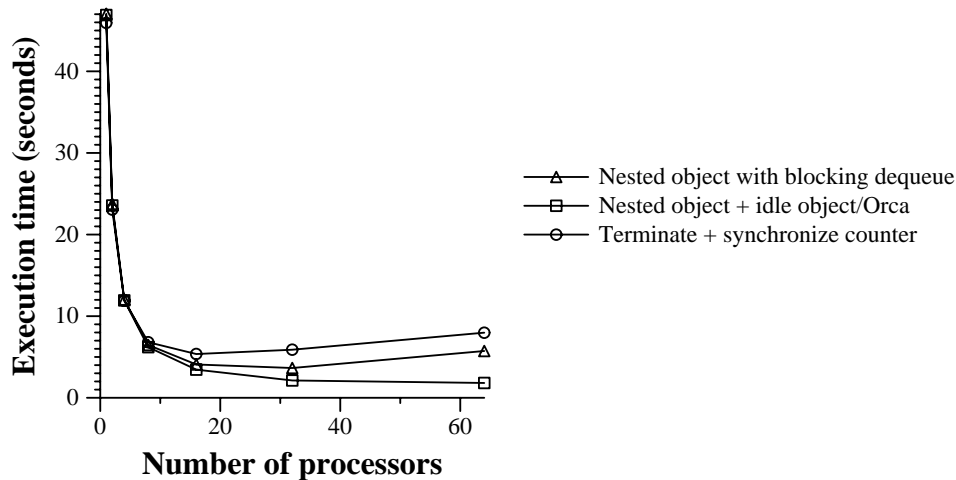 Execution time (seconds)
40
30
20
10
0
0
20
40
60
Number of processors
Nested object with blocking dequeue
Nested object + idle object/Orca
Terminate + synchronize counter